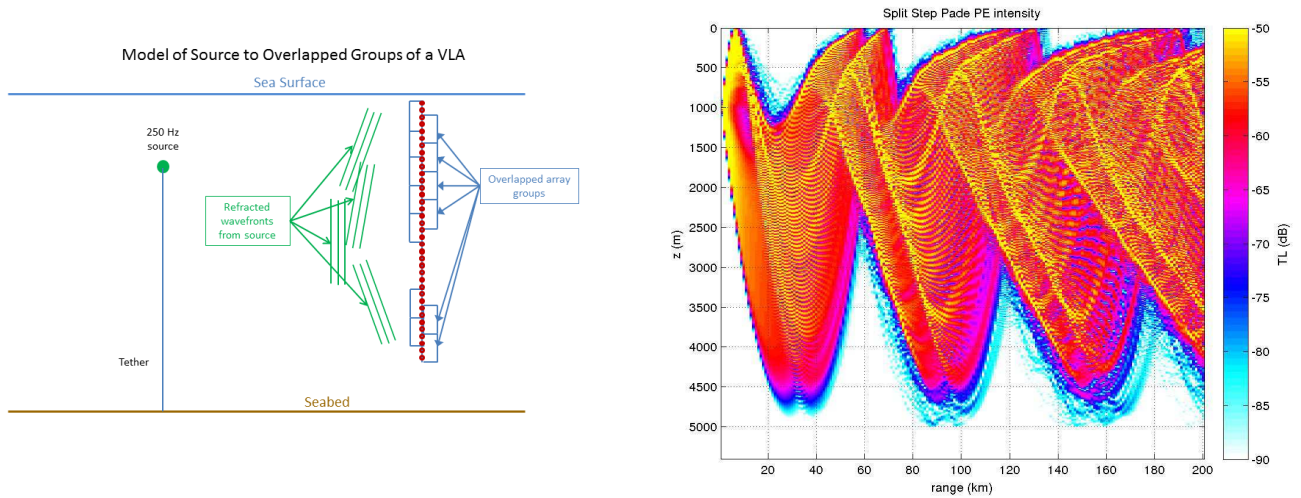 Model of Source to Overlapped Groups of a VLA
Sea Surface
250 Hz
source
Overlapped array
groups
Refracted
wavefronts
from source
Tether
Seabed
Split Step Pade PE intensity
0
500
1000
1500
2000
2500
3000
3500
4000
4500
5000
z (m)
20
40
60
80
100
120
140
160
180
200
range (km)
-50
-55
-60
-65
-70
-75
-80
-85
-90
TL (dB)